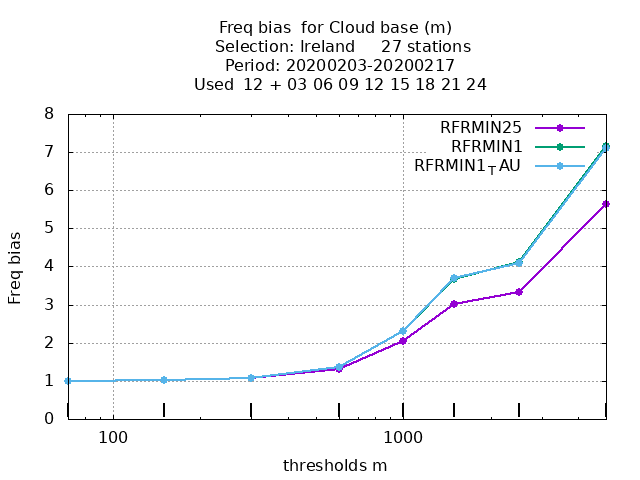 Freq bias  for Cloud base (m)
Selection: Ireland     27 stations
Period: 20200203-20200217
Used  12 + 03 06 09 12 15 18 21 24
RFRMIN25
RFRMIN1
RFRMIN1TAU
8
7
6
5
4
3
2
1
0
Freq bias
100 1000
thresholds m